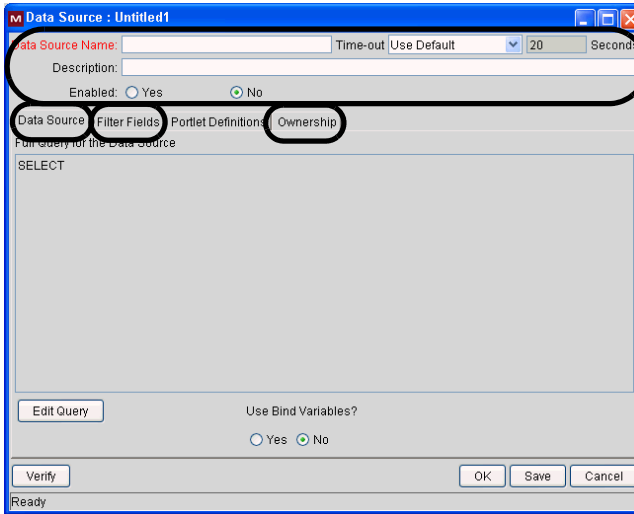 M Data Source : Untitled1
Data Source Name: Time-out Use Default 20 Seconds
Description:
Enabled: Yes No
Data Source Filter Fields Portlet Definitions Ownership
Full Query for the Data Source
SELECT
Edit Query Use Bind Variables?
Yes No
Verify OK Save Cancel
Ready